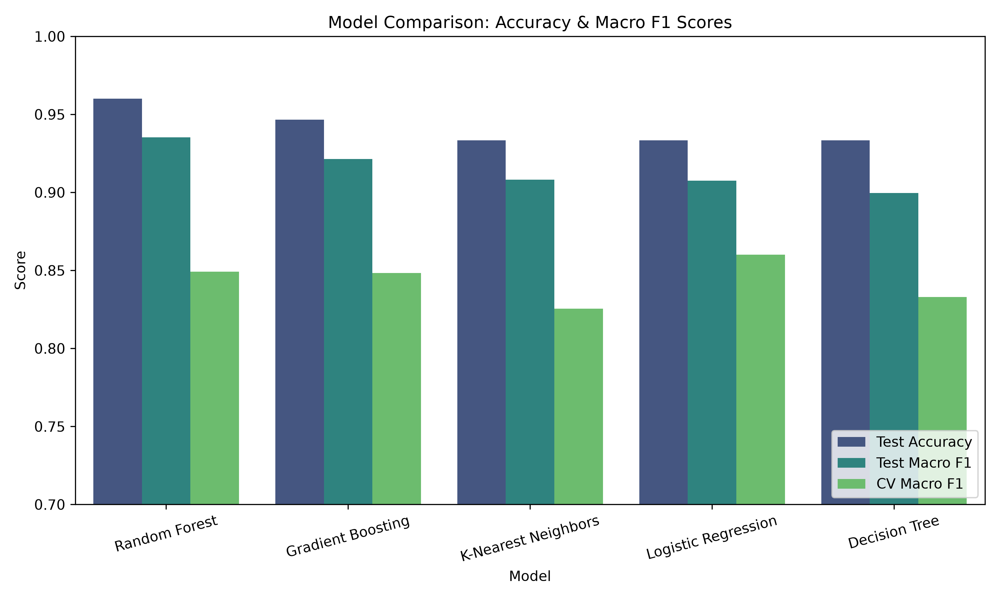 Model Comparison: Accuracy & Macro F1 Scores
1.00
0.95
0.90
0.85
0.80
0.75
0.70
Score
Test Accuracy
Test Macro F1
CV Macro F1
Random Forest
Gradient Boosting
K-Nearest Neighbors
Logistic Regression
Decision Tree
Model